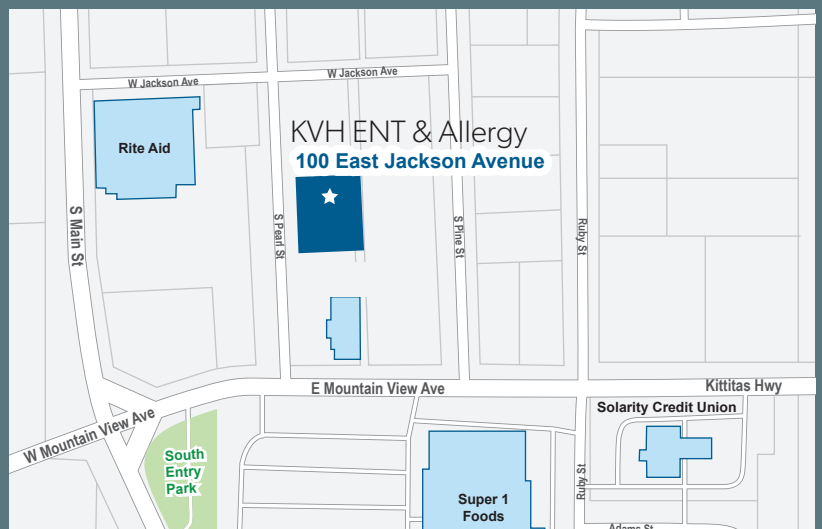 W Jackson Ave
W Jackson Ave
KVH ENT & Allergy
100 East Jackson Avenue
Rite Aid
S Main St
S Pearl St
S Pine St
Ruby St
E Mountain View Ave
Kittitas Hwy
W Mountain View Ave
Solarity Credit Union
South
Entry
Park
Ruby St
Super 1
Foods
Adams St